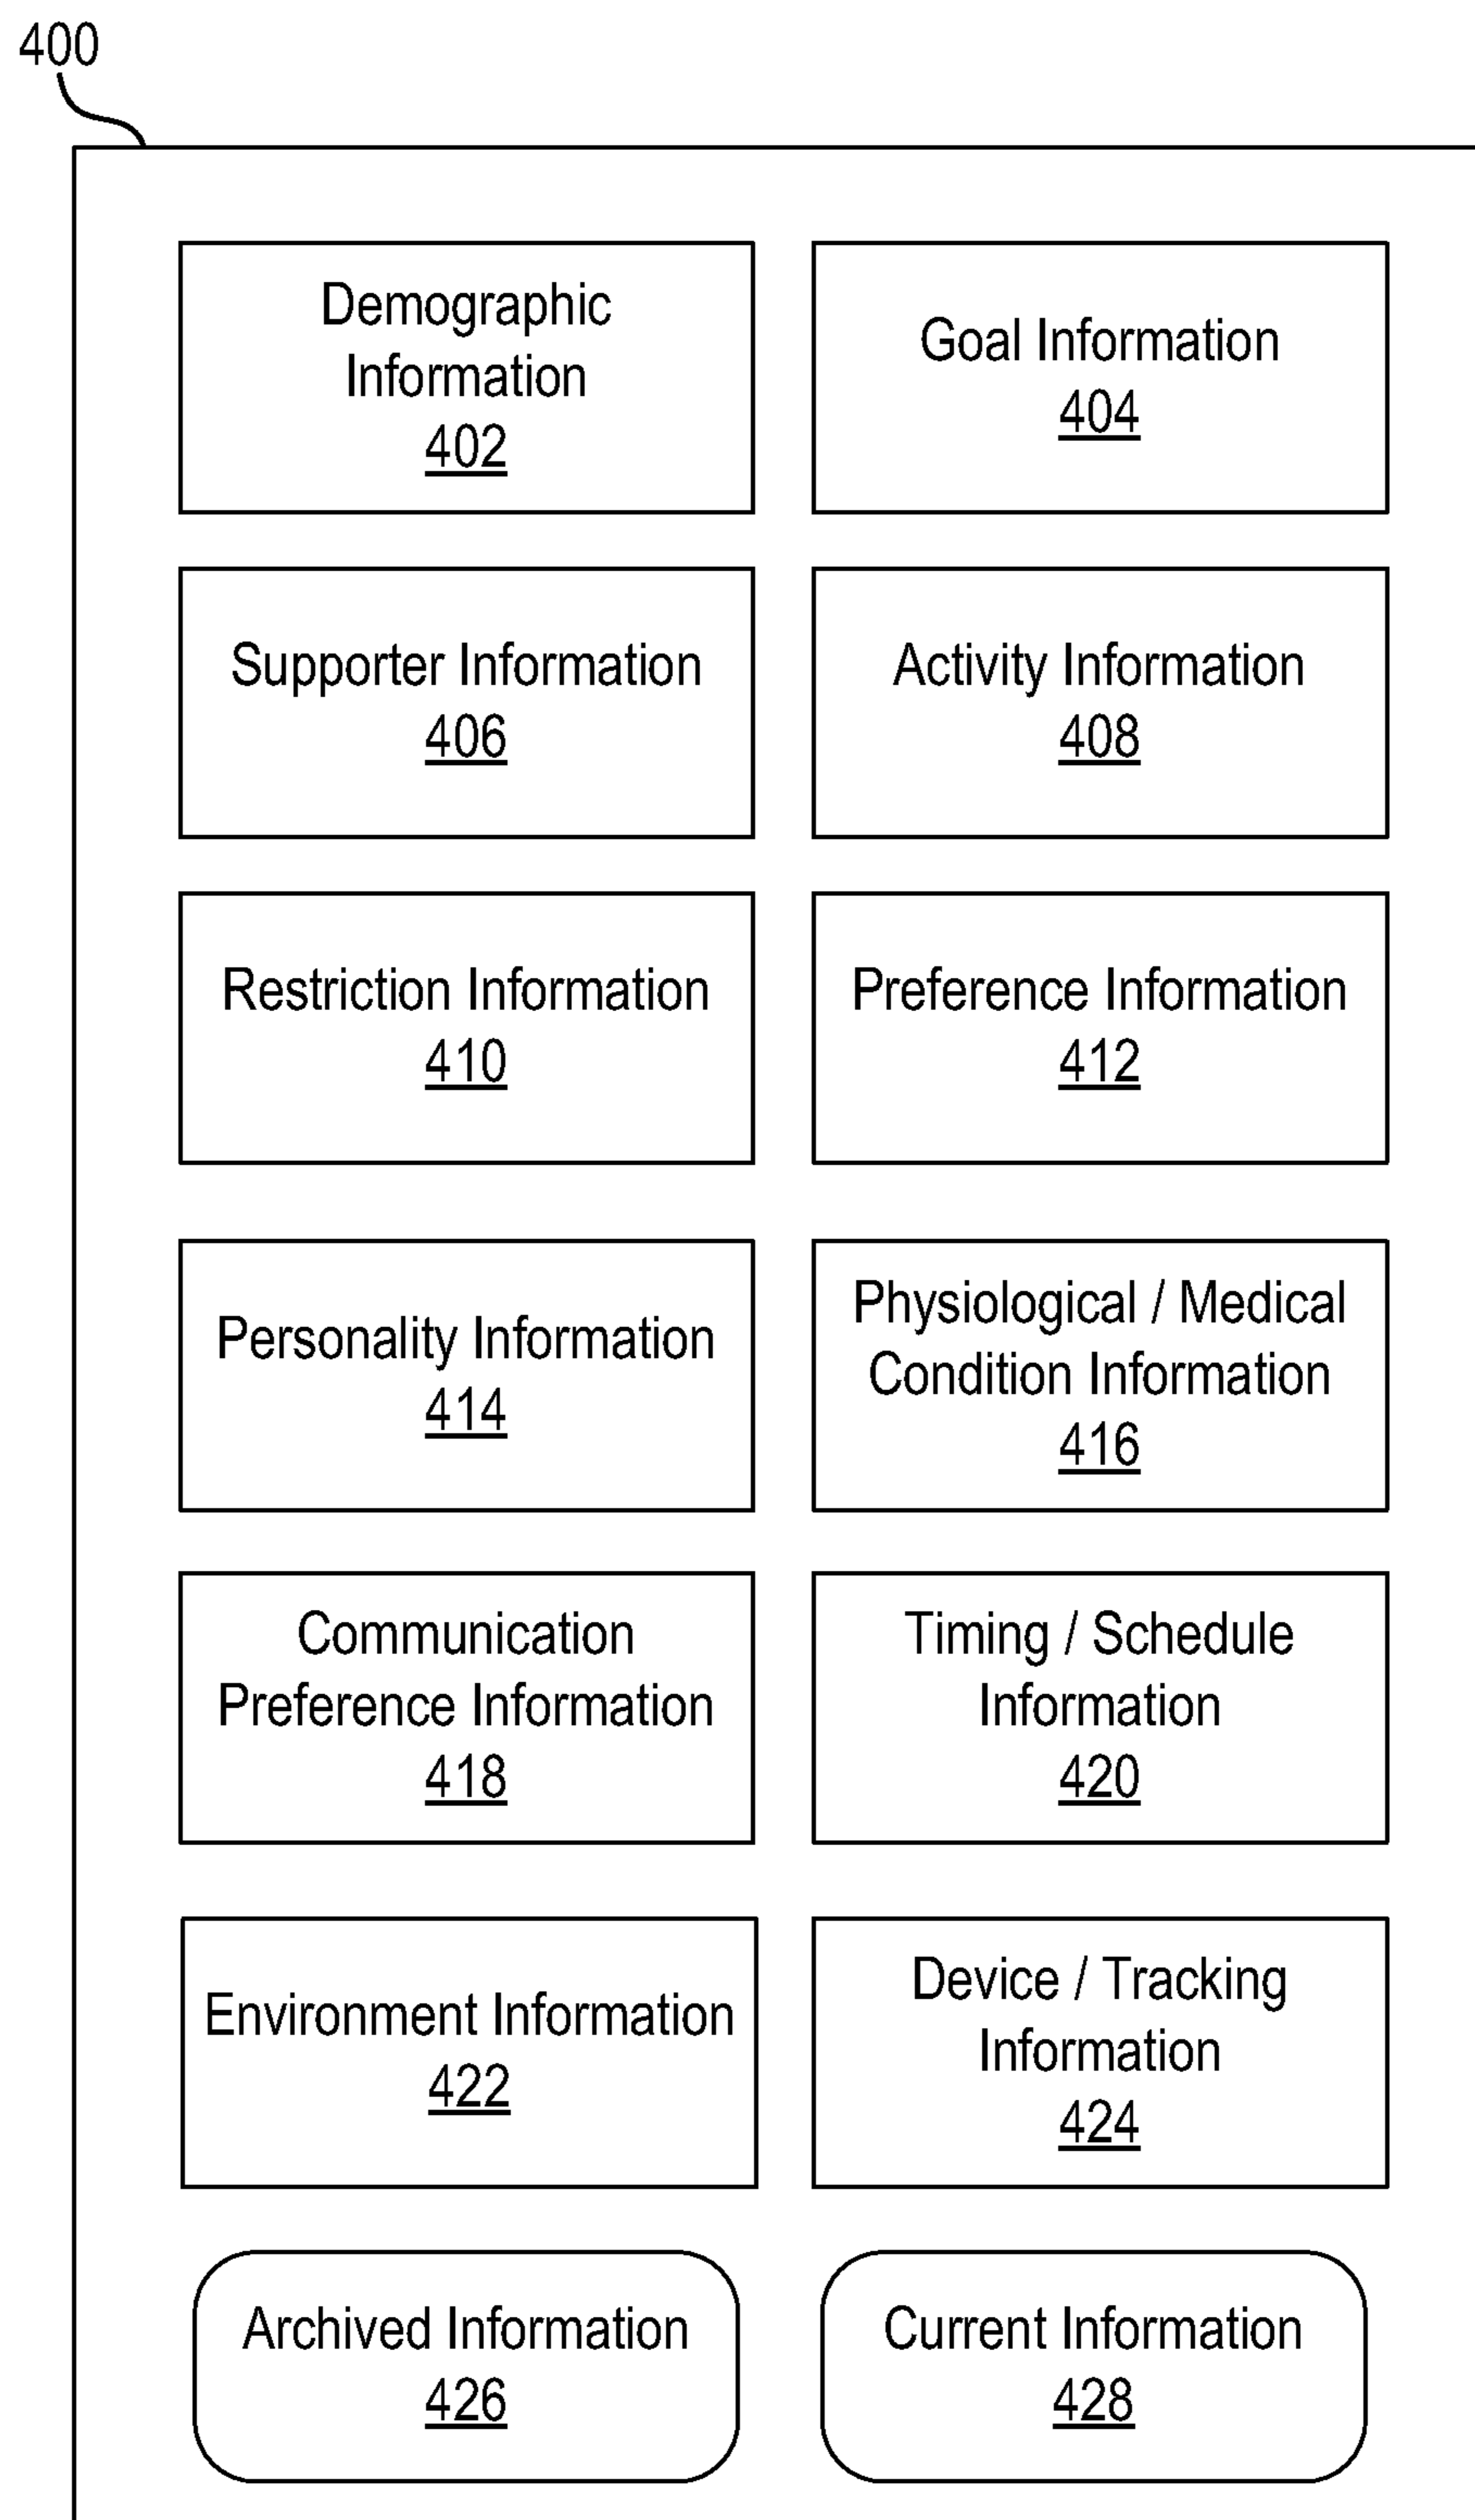 400
Demographic
Information
402
Goal Information
404
Supporter Information
406
Activity Information
408
Restriction Information
410
Preference Information
412
Personality Information
414
Physiological / Medical
Condition Information
416
Communication
Preference Information
418
Timing / Schedule
Information
420
Environment Information
422
Device / Tracking
Information
424
Archived Information
426
Current Information
428